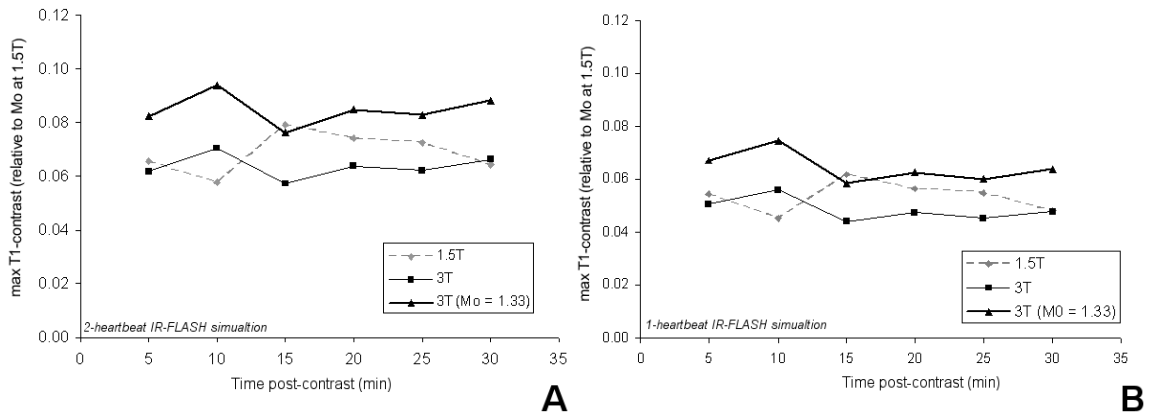 0.12
0.10
0.08
0.06
0.04
0.02
0.00
max T1-contrast (relative to Mo at 1.5T)
1.5T
3T
3T (Mo = 1.33)
2-heartbeat IR-FLASH simualtion
0 5 10 15 20 25 30 35
Time post-contrast (min)
A
0.12
0.10
0.08
0.06
0.04
0.02
0.00
max T1-contrast (relative to Mo at 1.5T)
1.5T
3T
3T (M0 = 1.33)
1-heartbeat IR-FLASH simualtion
0 5 10 15 20 25 30 35
Time post-contrast (min)
B